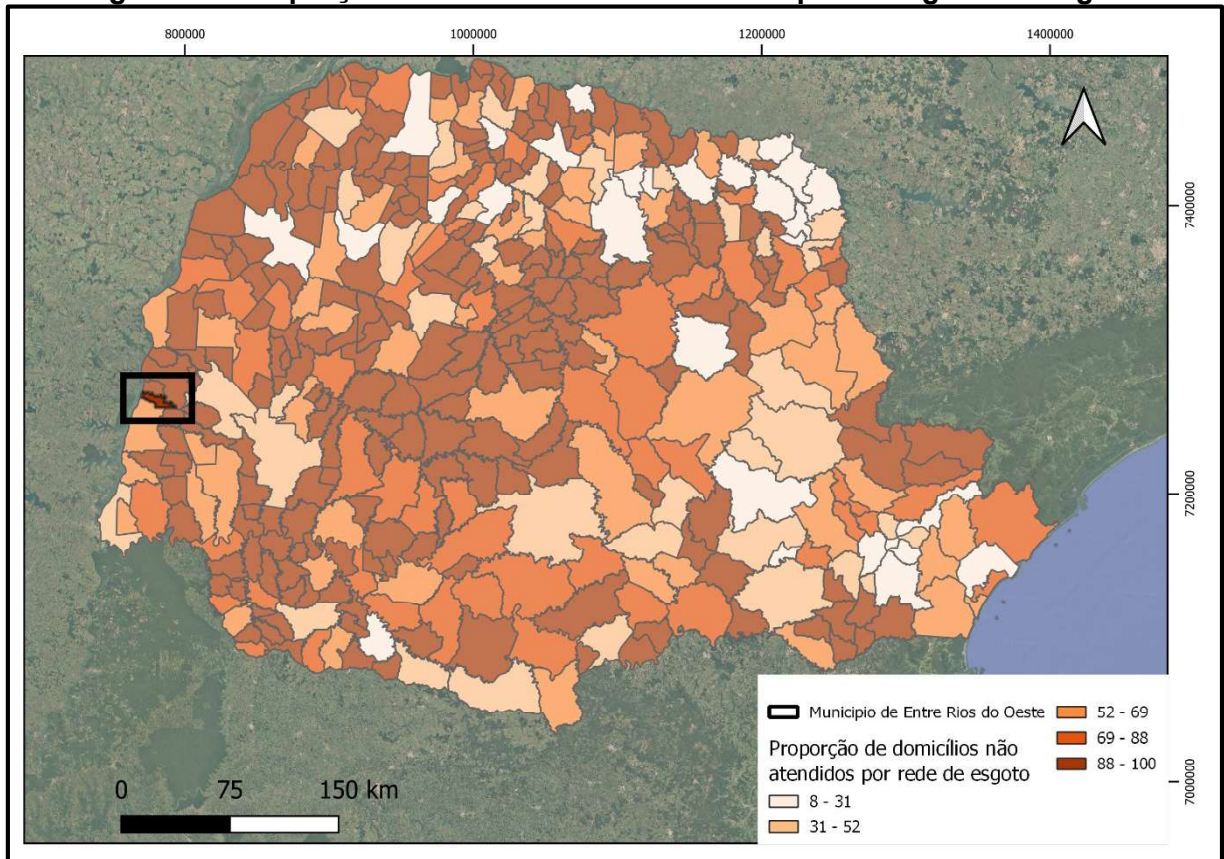 800000
1000000
1200000
1400000
7400000
7200000
7000000
Municipio de Entre Rios do Oeste
Proporção de domicílios não
atendidos por rede de esgoto
8 - 31
31 - 52
52 - 69
69 - 88
88 - 100
0 75 150 km